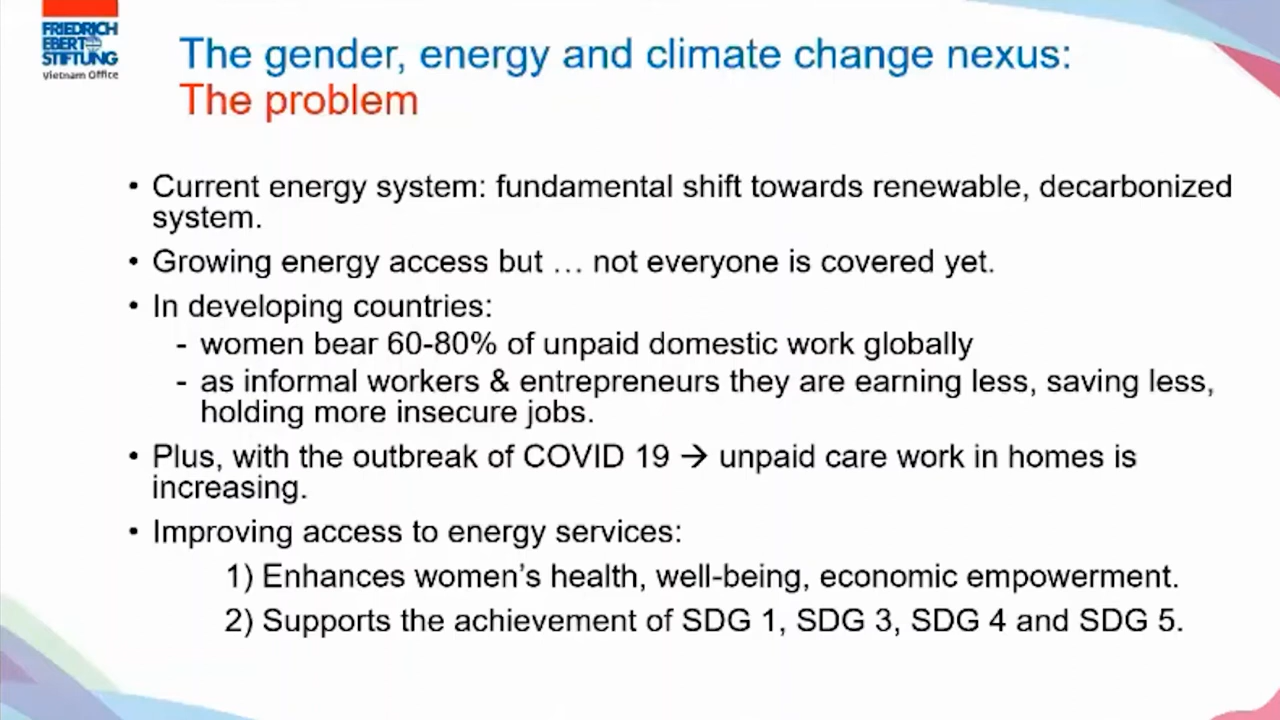 FRIEDRICH
EBERT
STIFTUNG
Vietnam Office
The gender, energy and climate change nexus:
The problem
• Current energy system: fundamental shift towards renewable, decarbonized
system.
• Growing energy access but … not everyone is covered yet.
• In developing countries:
- women bear 60-80% of unpaid domestic work globally
- as informal workers & entrepreneurs they are earning less, saving less,
holding more insecure jobs.
• Plus, with the outbreak of COVID 19 → unpaid care work in homes is
increasing.
• Improving access to energy services:
1) Enhances women’s health, well-being, economic empowerment.
2) Supports the achievement of SDG 1, SDG 3, SDG 4 and SDG 5.